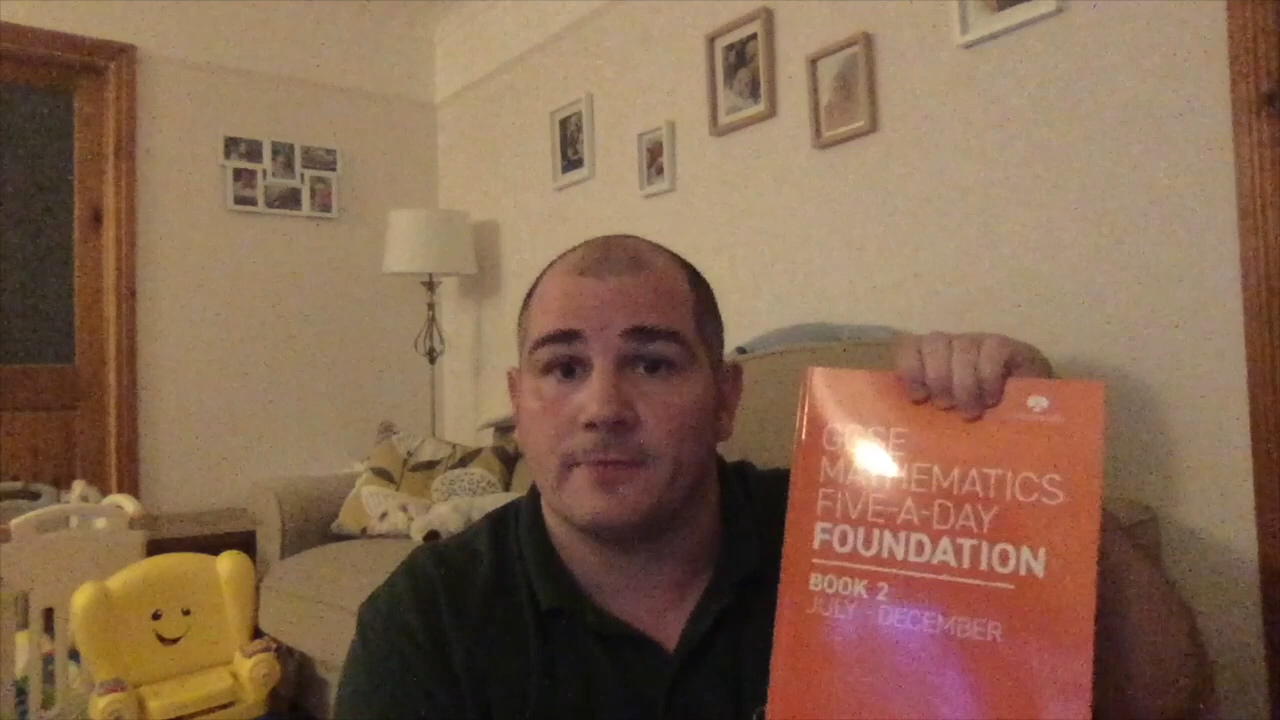 GCSE
MATHEMATICS
FIVE-A-DAY
FOUNDATION
BOOK 2
JULY - DECEMBER